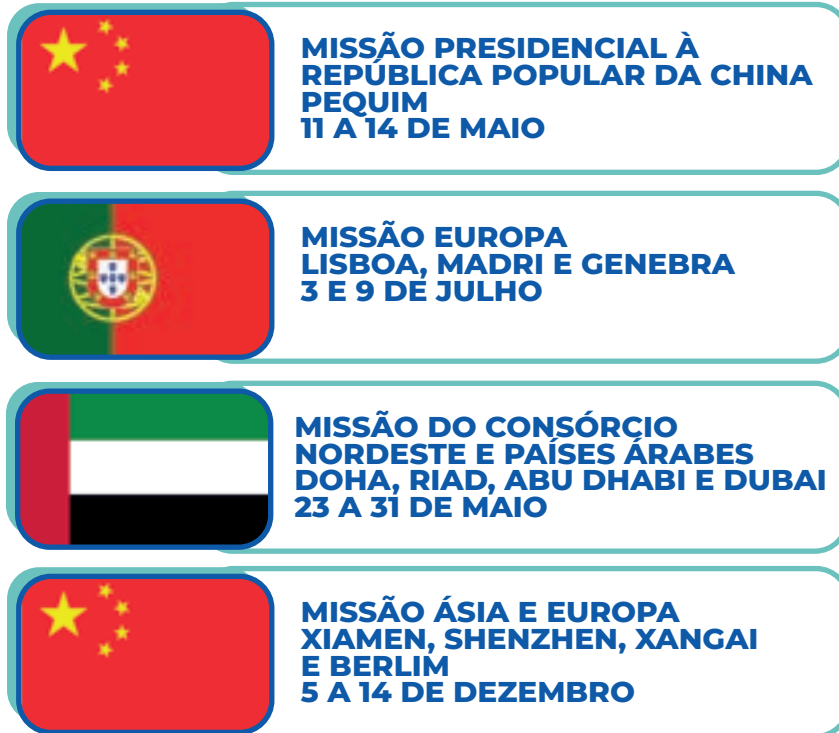 MISSÃO PRESIDENCIAL À
REPÚBLICA POPULAR DA CHINA
PEQUIM
11 A 14 DE MAIO
MISSÃO EUROPA
LISBOA, MADRI E GENEBRA
3 E 9 DE JULHO
MISSÃO DO CONSÓRCIO
NORDESTE E PAÍSES ÁRABES
DOHA, RIAD, ABU DHABI E DUBAI
23 A 31 DE MAIO
MISSÃO ÁSIA E EUROPA
XIAMEN, SHENZHEN, XANGAI
E BERLIM
5 A 14 DE DEZEMBRO